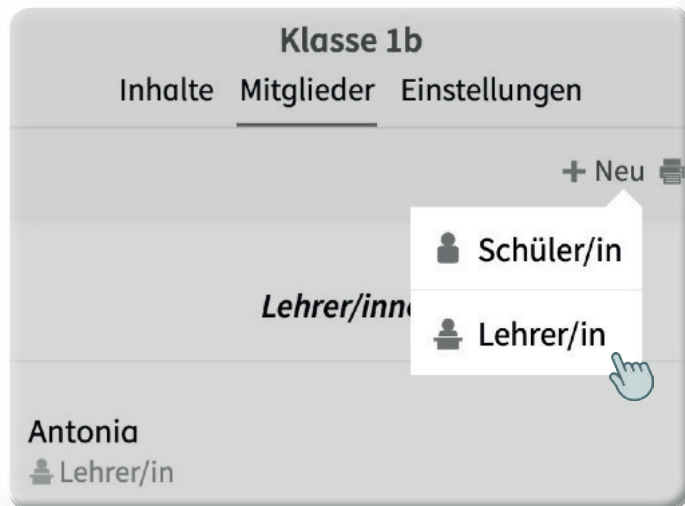 Klasse 1b
Inhalte Mitglieder Einstellungen
+ Neu
Schüler/in
Lehrer/in
Antonia
Lehrer/in